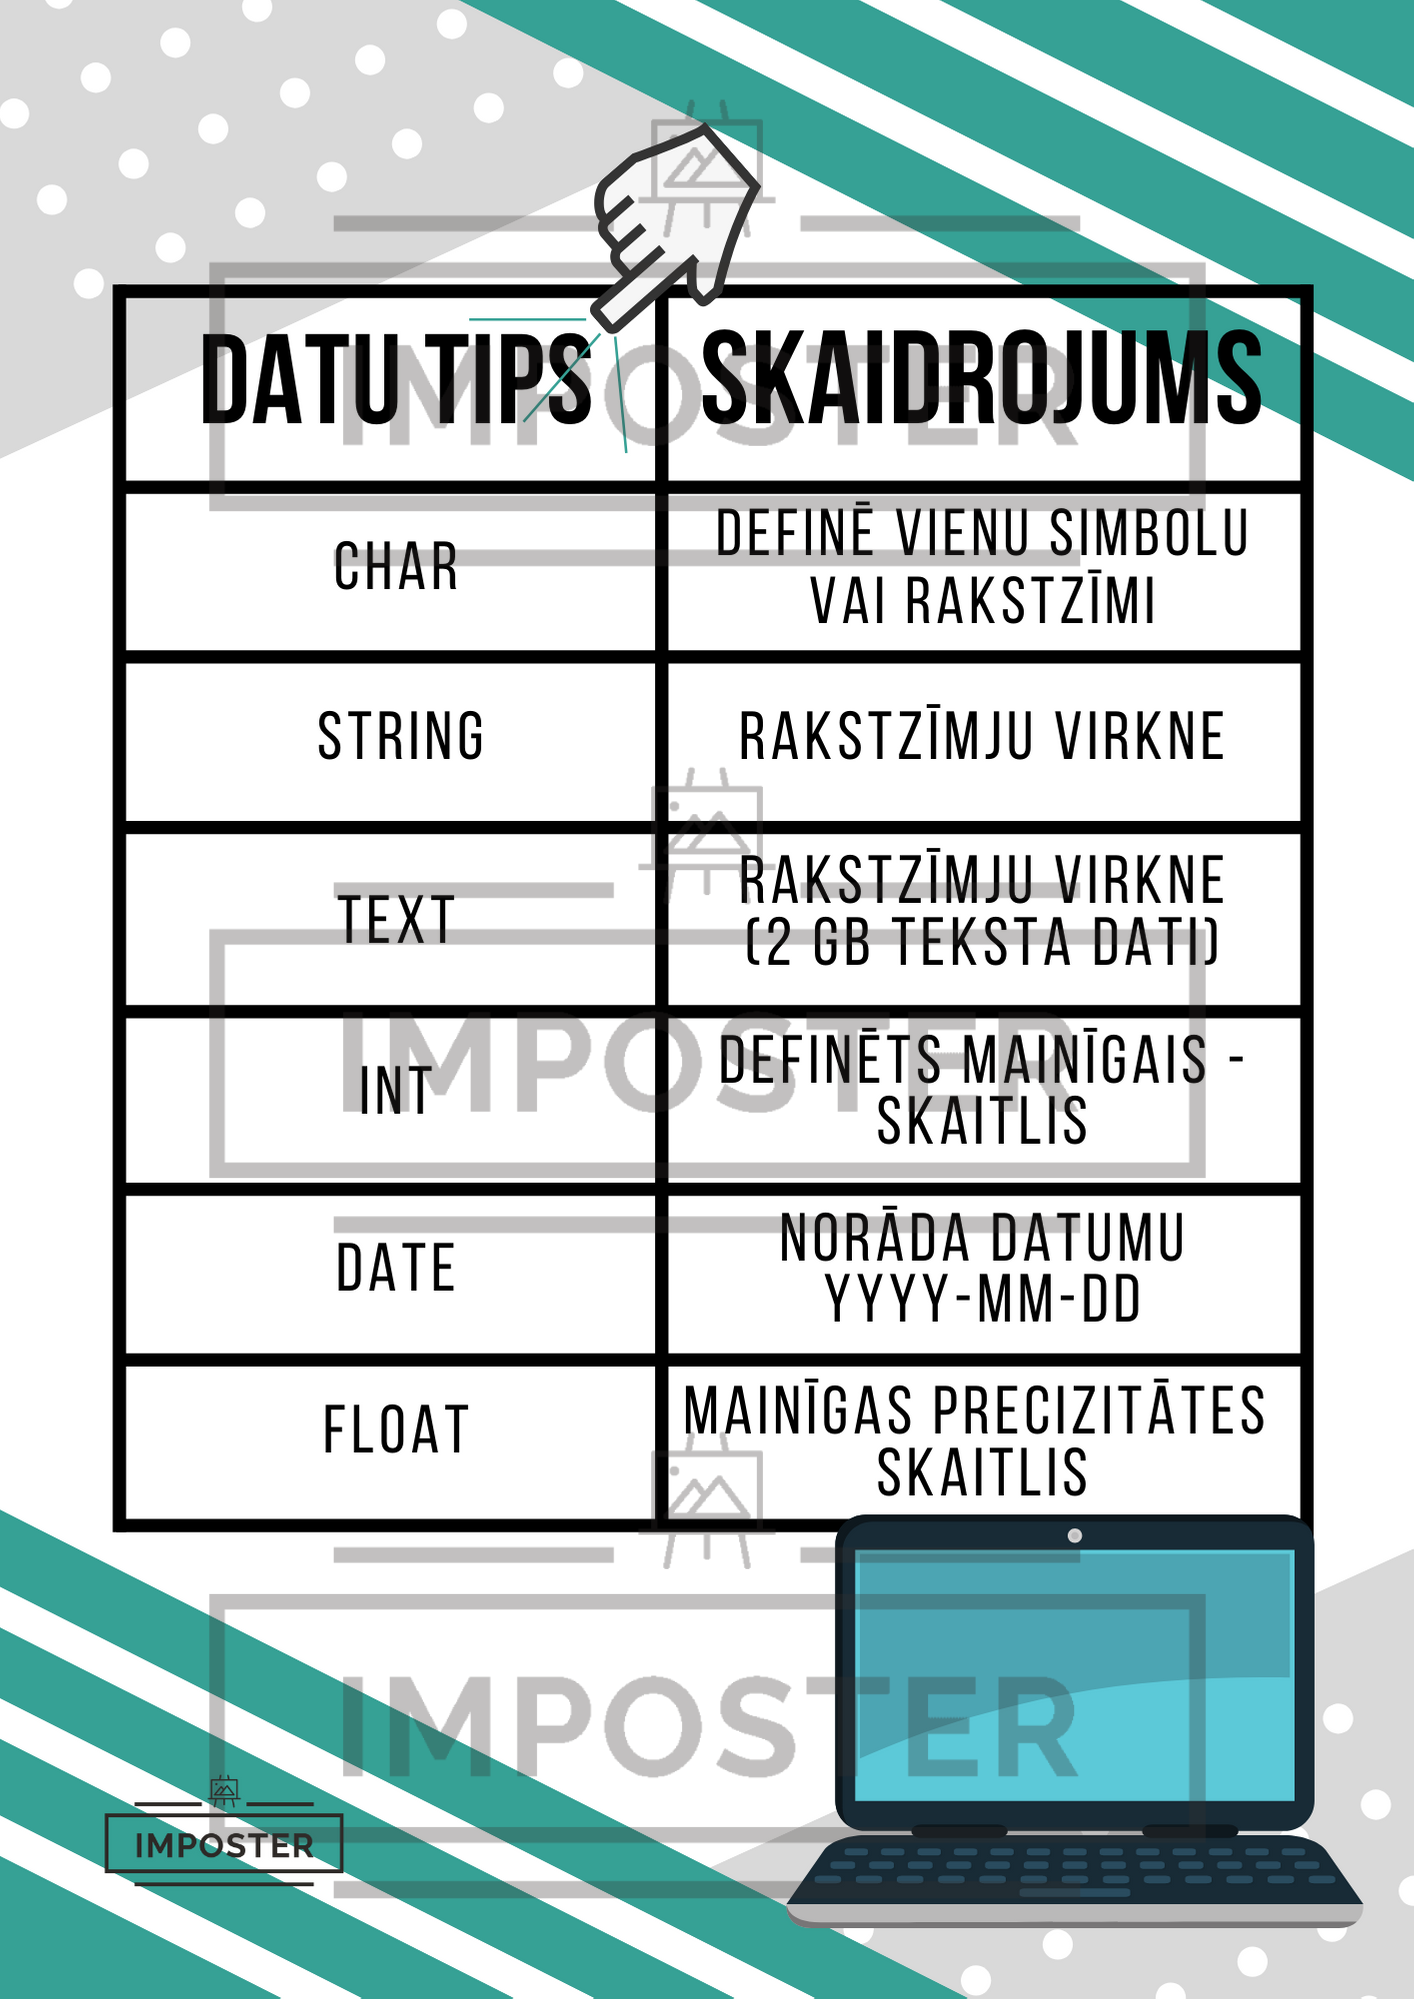 IMPOSTER
DATU TIPS
SKAIDROJUMS
CHAR
DEFINĒ VIENU SIMBOLU
VAI RAKSTZĪMI
STRING
RAKSTZĪMJU VIRKNE
TEXT
RAKSTZĪMJU VIRKNE
(2 GB TEKSTA DATI)
IMPOSTER
INT
DEFINĒTS MAINĪGAIS -
SKAITLIS
DATE
NORĀDA DATUMU
YYYY-MM-DD
FLOAT
MAINĪGAS PRECIZITĀTES
SKAITLIS
IMPOSTER
IMPOSTER